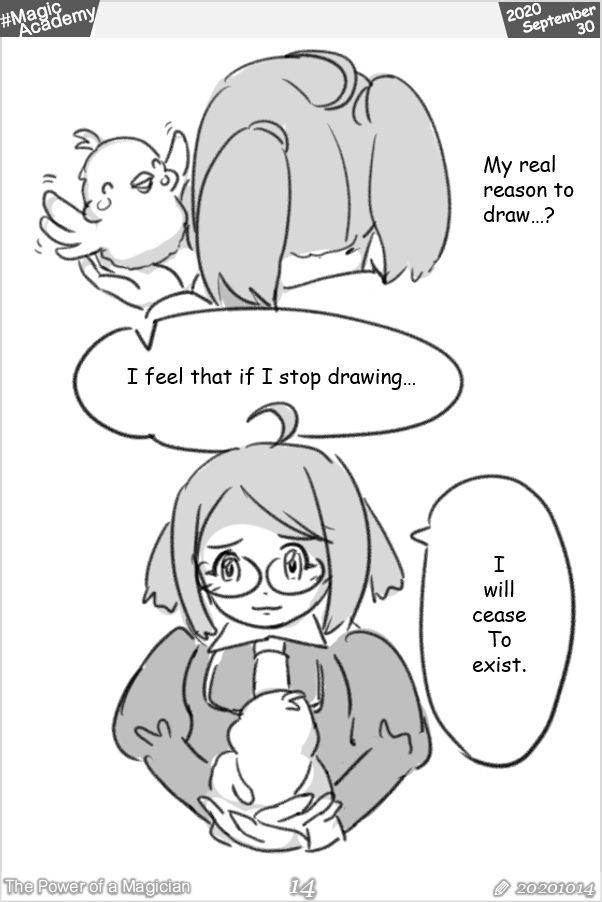 #Magic
Academy
2020
September
30
My real
reason to
draw...?
I feel that if I stop drawing...
I
will
cease
To
exist.
The Power of a Magician
14
20201014